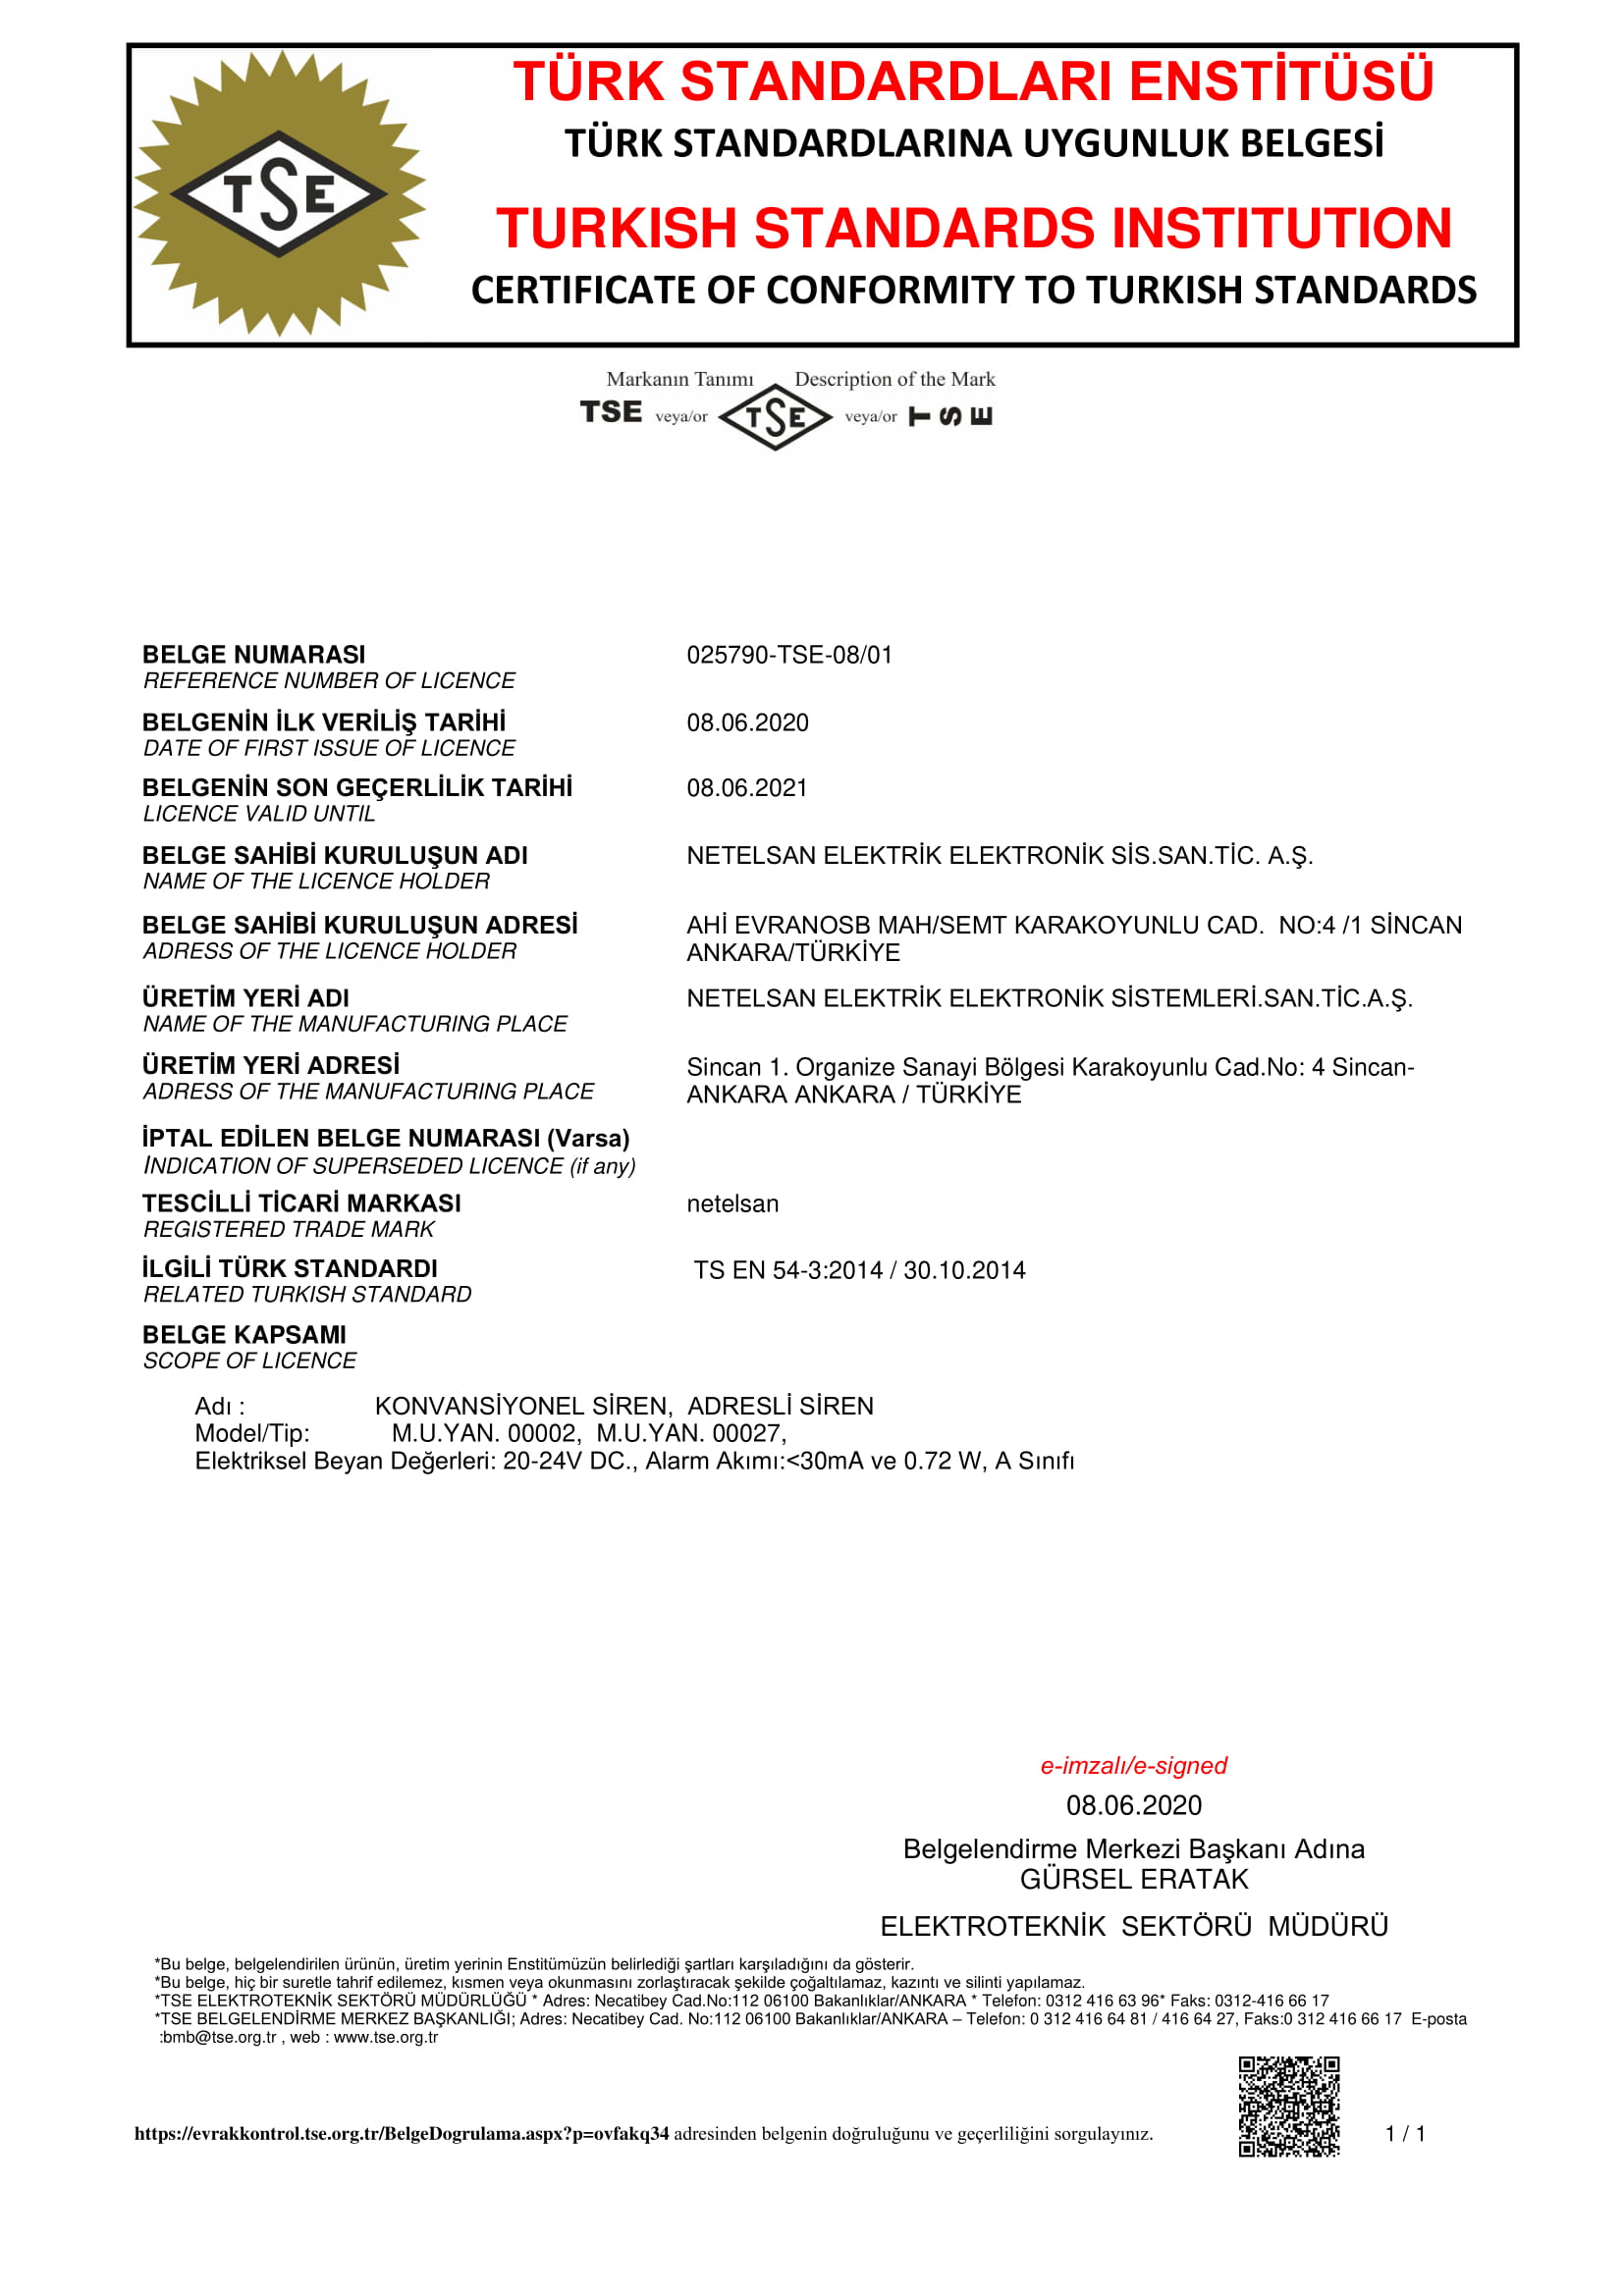 TSE
TÜRK STANDARDLARI ENSTİTÜSÜ
TÜRK STANDARDLARINA UYGUNLUK BELGESİ
TURKISH STANDARDS INSTITUTION
CERTIFICATE OF CONFORMITY TO TURKISH STANDARDS
Markanın Tanımı Description of the Mark
TSE veya/or TSE veya/or TSE
BELGE NUMARASI 025790-TSE-08/01
REFERENCE NUMBER OF LICENCE
BELGENİN İLK VERİLİŞ TARİHİ 08.06.2020
DATE OF FIRST ISSUE OF LICENCE
BELGENİN SON GEÇERLİLİK TARİHİ 08.06.2021
LICENCE VALID UNTIL
BELGE SAHİBİ KURULUŞUN ADI NETELSAN ELEKTRİK ELEKTRONİK SİS.SAN.TİC. A.Ş.
NAME OF THE LICENCE HOLDER
BELGE SAHİBİ KURULUŞUN ADRESİ AHİ EVRANOSB MAH/SEMT KARAKOYUNLU CAD. NO:4 /1 SİNCAN
ADRESS OF THE LICENCE HOLDER ANKARA/TÜRKİYE
ÜRETİM YERİ ADI NETELSAN ELEKTRİK ELEKTRONİK SİSTEMLERİ.SAN.TİC.A.Ş.
NAME OF THE MANUFACTURING PLACE
ÜRETİM YERİ ADRESİ Sincan 1. Organize Sanayi Bölgesi Karakoyunlu Cad.No: 4 Sincan-
ADRESS OF THE MANUFACTURING PLACE ANKARA ANKARA / TÜRKİYE
İPTAL EDİLEN BELGE NUMARASI (Varsa)
INDICATION OF SUPERSEDED LICENCE (if any)
TESCİLLİ TİCARİ MARKASI netelsan
REGISTERED TRADE MARK
İLGİLİ TÜRK STANDARDI TS EN 54-3:2014 / 30.10.2014
RELATED TURKISH STANDARD
BELGE KAPSAMI
SCOPE OF LICENCE
Adı : KONVANSİYONEL SİREN, ADRESLİ SİREN
Model/Tip: M.U.YAN. 00002, M.U.YAN. 00027,
Elektriksel Beyan Değerleri: 20-24V DC., Alarm Akımı:<30mA ve 0.72 W, A Sınıfı
e-imzalı/e-signed
08.06.2020
Belgelendirme Merkezi Başkanı Adına
GÜRSEL ERATAK
ELEKTROTEKNİK SEKTÖRÜ MÜDÜRÜ
*Bu belge, belgelendirilen ürünün, üretim yerinin Enstitümüzün belirlediği şartları karşıladığını da gösterir.
*Bu belge, hiç bir suretle tahrif edilemez, kısmen veya okunmasını zorlaştıracak şekilde çoğaltılamaz, kazıntı ve silinti yapılamaz.
*TSE ELEKTROTEKNİK SEKTÖRÜ MÜDÜRLÜĞÜ * Adres: Necatibey Cad.No:112 06100 Bakanlıklar/ANKARA * Telefon: 0312 416 63 96* Faks: 0312-416 66 17
*TSE BELGELENDİRME MERKEZ BAŞKANLIĞI; Adres: Necatibey Cad. No:112 06100 Bakanlıklar/ANKARA – Telefon: 0 312 416 64 81 / 416 64 27, Faks:0 312 416 66 17 E-posta
:bmb@tse.org.tr , web : www.tse.org.tr
https://evrakkontrol.tse.org.tr/BelgeDogrulama.aspx?p=ovfakq34 adresinden belgenin doğruluğunu ve geçerliliğini sorgulayınız.
1 / 1